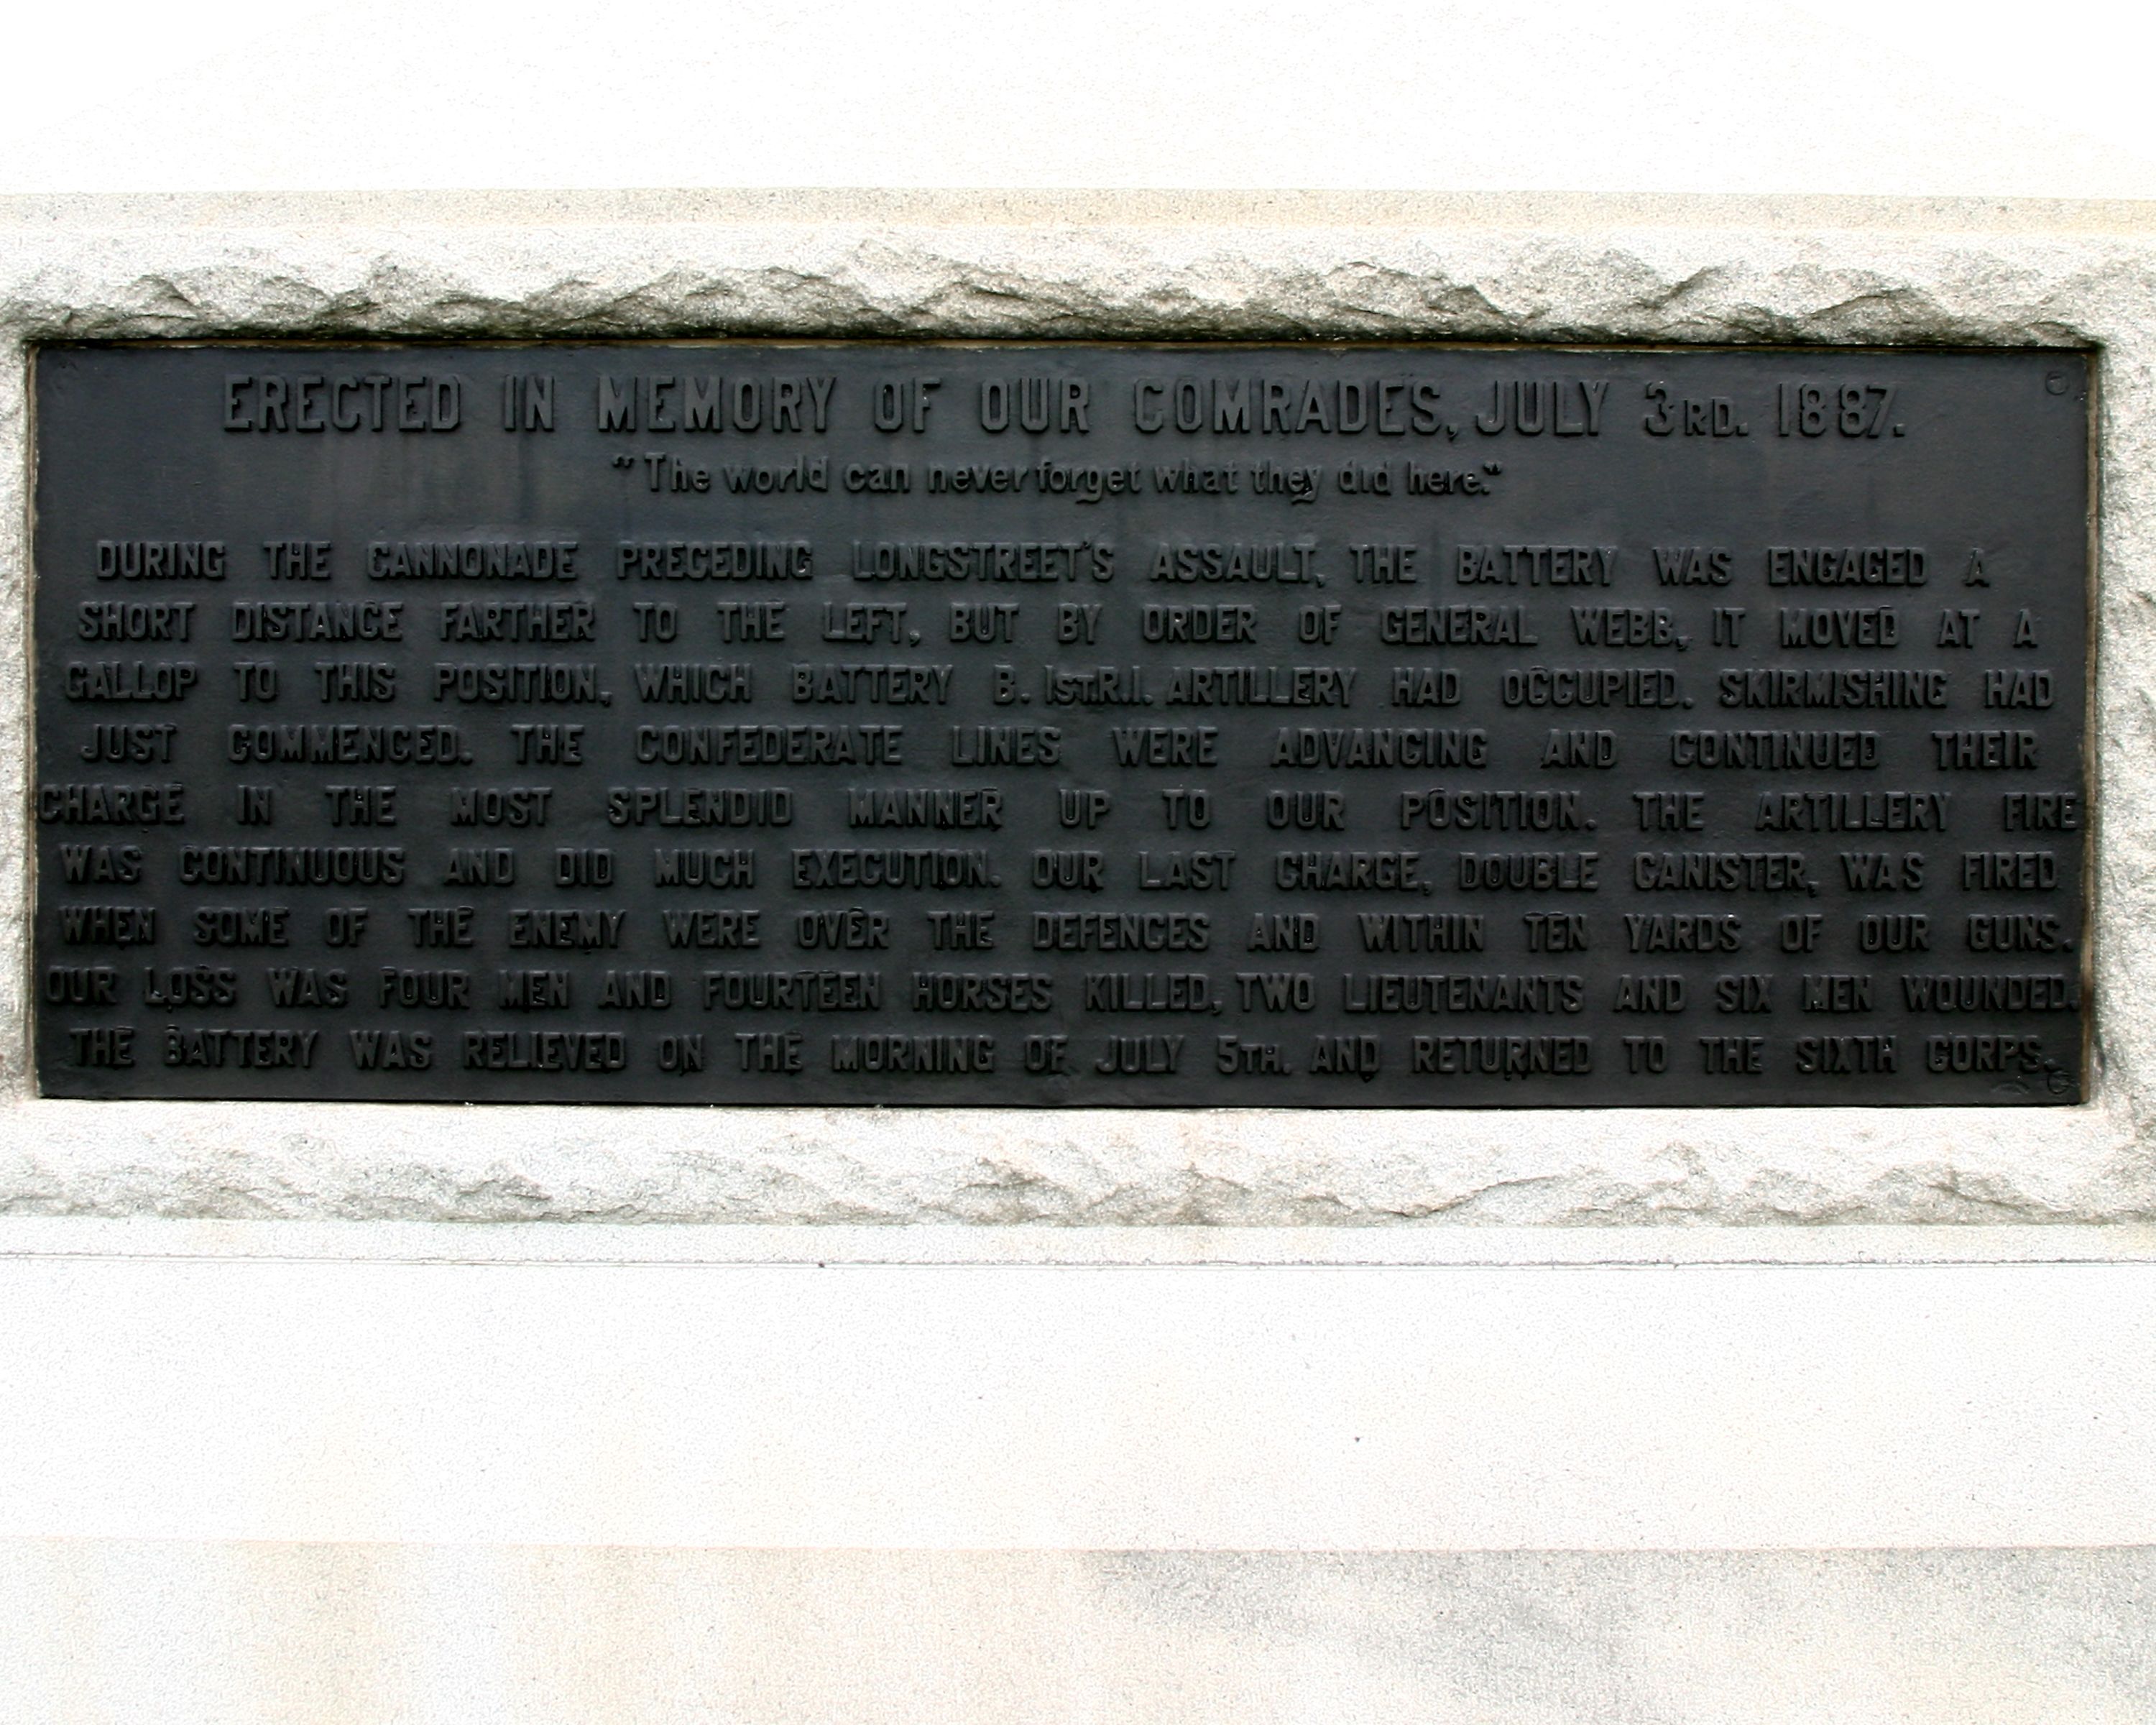 ERECTED IN MEMORY OF OUR COMRADES, JULY 3RD. 1887.
"The world can never forget what they did here."
DURING THE CANNONADE PRECEDING LONGSTREET'S ASSAULT, THE BATTERY WAS ENGAGED A
SHORT DISTANCE FARTHER TO THE LEFT, BUT BY ORDER OF GENERAL WEBB, IT MOVED AT A
GALLOP TO THIS POSITION, WHICH BATTERY B. 1ST.R.I. ARTILLERY HAD OCCUPIED. SKIRMISHING HAD
JUST COMMENCED. THE CONFEDERATE LINES WERE ADVANCING AND CONTINUED THEIR
CHARGE IN THE MOST SPLENDID MANNER UP TO OUR POSITION. THE ARTILLERY FIRE
WAS CONTINUOUS AND DID MUCH EXECUTION. OUR LAST CHARGE, DOUBLE CANISTER, WAS FIRED
WHEN SOME OF THE ENEMY WERE OVER THE DEFENCES AND WITHIN TEN YARDS OF OUR GUNS.
OUR LOSS WAS FOUR MEN AND FOURTEEN HORSES KILLED, TWO LIEUTENANTS AND SIX MEN WOUNDED.
THE BATTERY WAS RELIEVED ON THE MORNING OF JULY 5TH. AND RETURNED TO THE SIXTH CORPS.